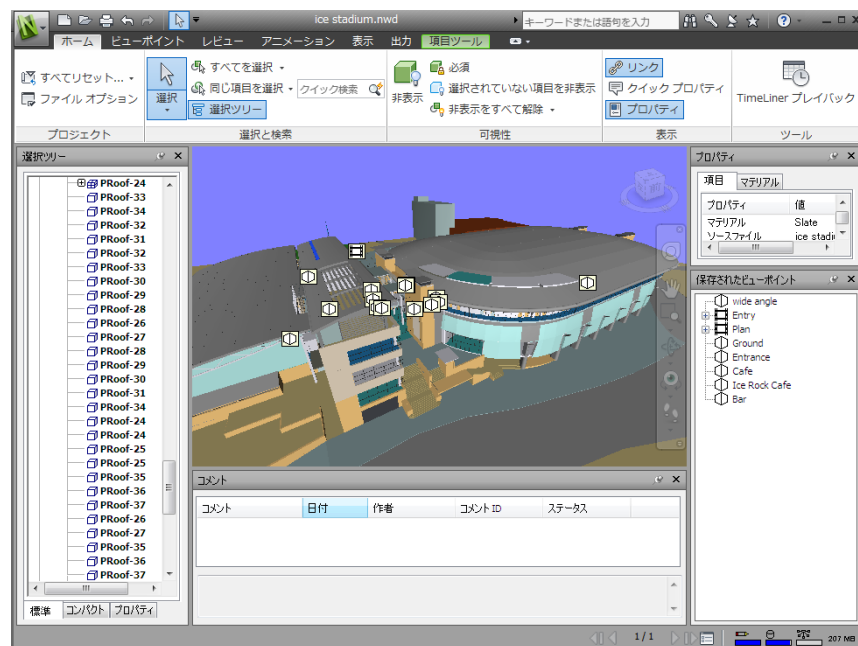 ice stadium.nwd
キーワードまたは語句を入力
ホーム ビューポイント レビュー アニメーション 表示 出力 項目ツール
すべてリセット...
ファイル オプション
プロジェクト
選択
すべてを選択
同じ項目を選択
クイック検索
選択ツリー
選択と検索
非表示
必須
選択されていない項目を非表示
非表示をすべて解除
可視性
リンク
クイック プロパティ
プロパティ
表示
TimeLiner プレイバック
ツール
選択ツリー
PRoof-24
PRoof-33
PRoof-34
PRoof-32
PRoof-31
PRoof-32
PRoof-33
PRoof-30
PRoof-29
PRoof-28
PRoof-26
PRoof-27
PRoof-28
PRoof-29
PRoof-30
PRoof-31
PRoof-34
PRoof-24
PRoof-24
PRoof-25
PRoof-25
PRoof-35
PRoof-36
PRoof-37
PRoof-26
PRoof-27
PRoof-35
PRoof-36
PRoof-37
標準 コンパクト プロパティ
コメント
コメント 日付 作者 コメント ID ステータス
プロパティ
項目 マテリアル
プロパティ 値
マテリアル Slate
ソースファイル ice stadi
保存されたビューポイント
wide angle
Entry
Plan
Ground
Entrance
Cafe
Ice Rock Cafe
Bar
1/1
207 MB